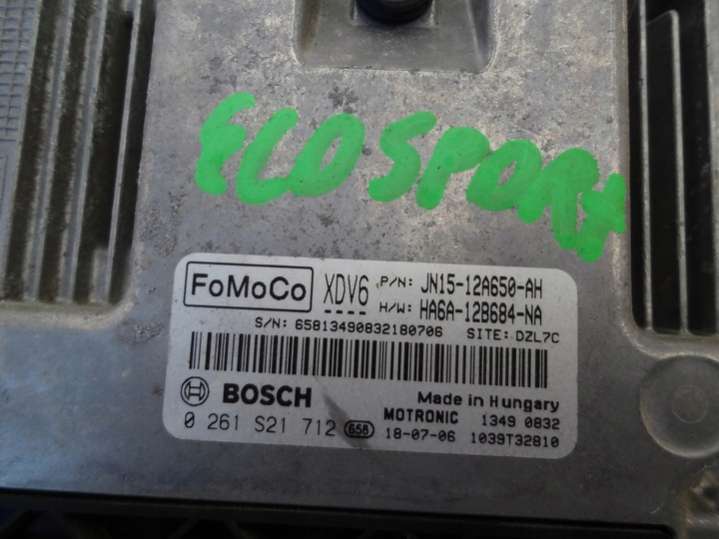 ECOSPORT
FoMoCo XDV6 P/N: JN15-12A650-AH
H/W: HA6A-12B684-NA
S/N: 65813490832180706 SITE: DZL7C
BOSCH Made in Hungary
MOTRONIC 1349 0832
0 261 S21 712 658 18-07-06 1039T32810